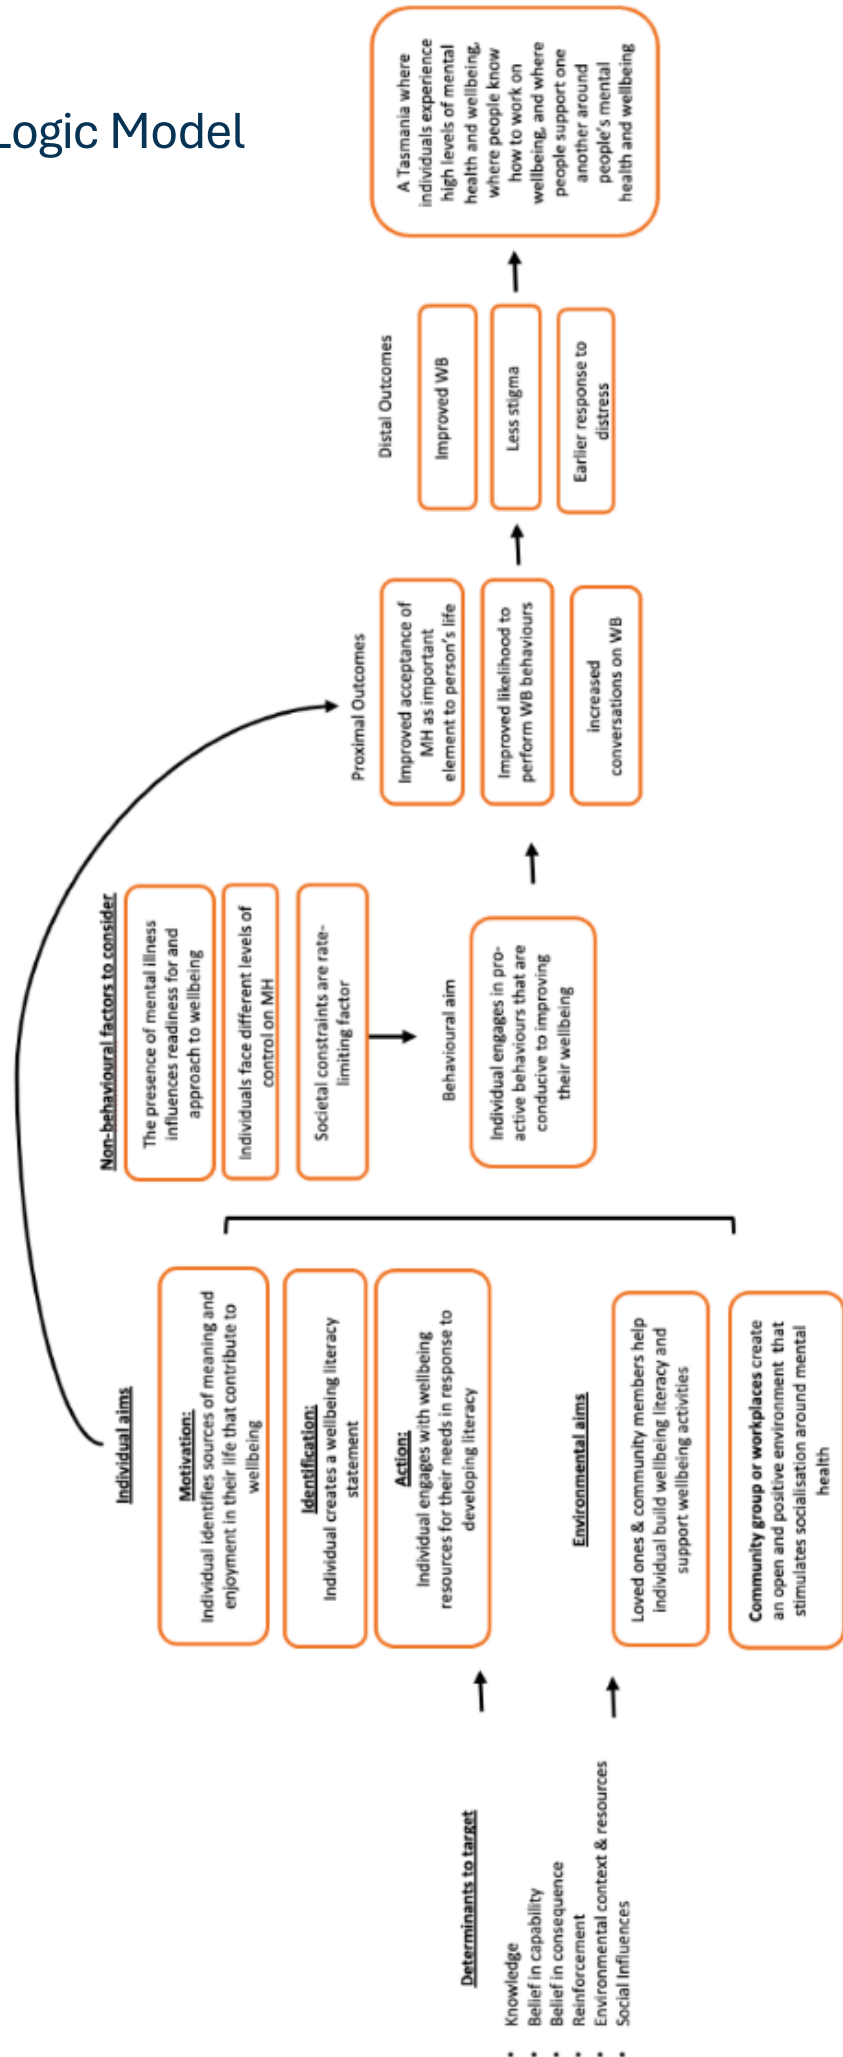 Logic Model
Determinants to target
• Knowledge
• Belief in capability
• Belief in consequence
• Reinforcement
• Environmental context & resources
• Social Influences
Individual aims
Motivation:
Individual identifies sources of meaning and
enjoyment in their life that contribute to
wellbeing
Identification:
Individual creates a wellbeing literacy
statement
Action:
Individual engages with wellbeing
resources for their needs in response to
developing literacy
Environmental aims
Loved ones & community members help
individual build wellbeing literacy and
support wellbeing activities
Community group or workplaces create
an open and positive environment that
stimulates socialisation around mental
health
Non-behavioural factors to consider
The presence of mental illness
influences readiness for and
approach to wellbeing
Individuals face different levels of
control on MH
Societal constraints are rate-
limiting factor
Behavioural aim
Individual engages in pro-
active behaviours that are
conducive to improving
their wellbeing
Proximal Outcomes
Improved acceptance of
MH as important
element to person's life
Improved likelihood to
perform WB behaviours
increased
conversations on WB
Distal Outcomes
Improved WB
Less stigma
Earlier response to
distress
A Tasmania where
individuals experience
high levels of mental
health and wellbeing,
where people know
how to work on
wellbeing, and where
people support one
another around
people's mental
health and wellbeing